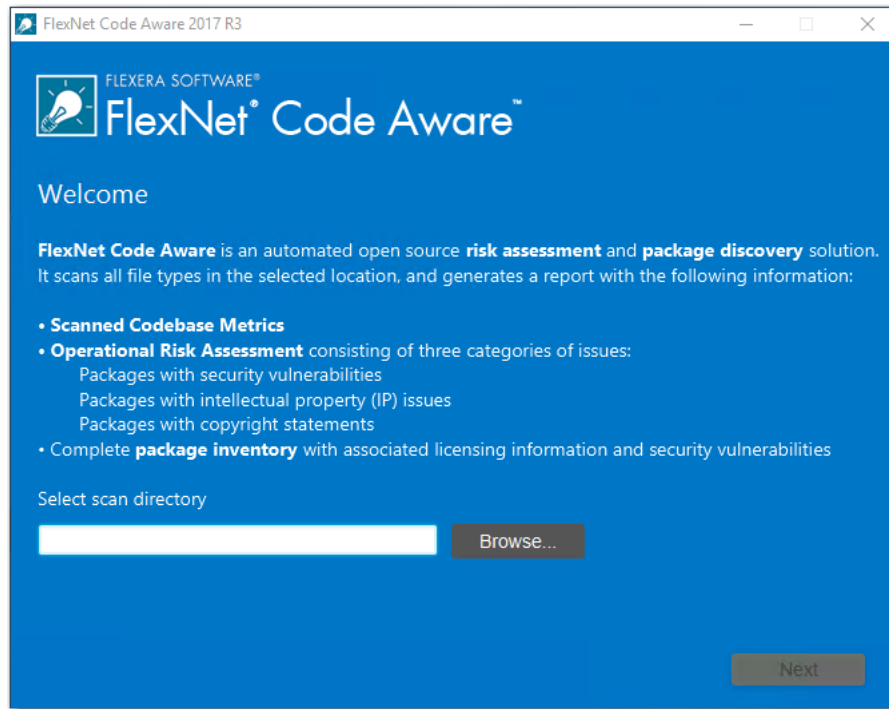 FlexNet Code Aware 2017 R3
FLEXERA SOFTWARE®
FlexNet® Code Aware™
Welcome
FlexNet Code Aware is an automated open source risk assessment and package discovery solution.
It scans all file types in the selected location, and generates a report with the following information:
• Scanned Codebase Metrics
• Operational Risk Assessment consisting of three categories of issues:
Packages with security vulnerabilities
Packages with intellectual property (IP) issues
Packages with copyright statements
• Complete package inventory with associated licensing information and security vulnerabilities
Select scan directory
Browse...
Next